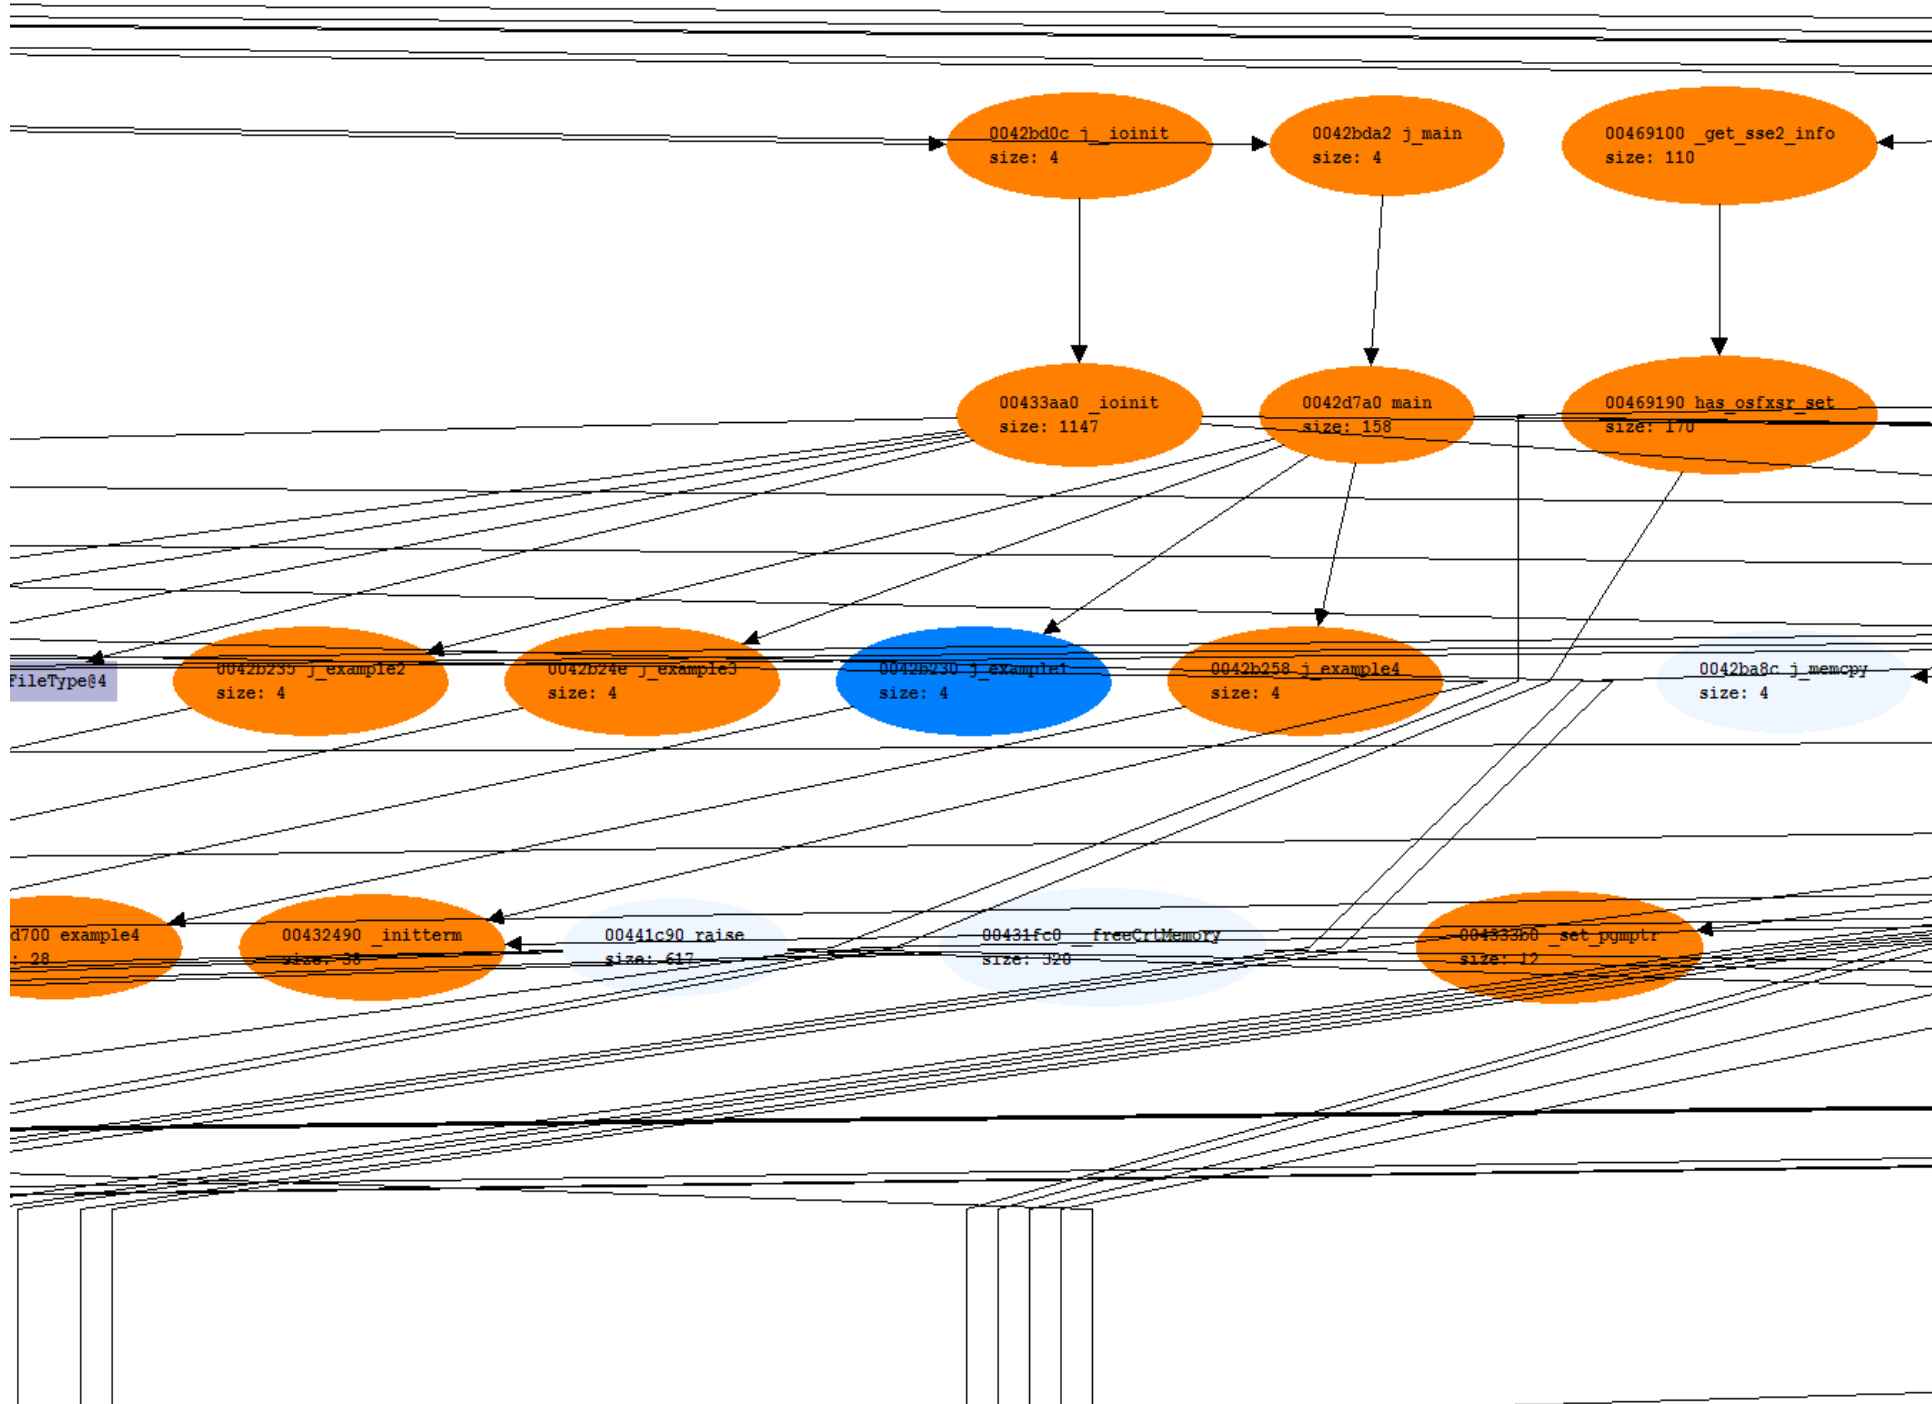 0042bd0c j__ioinit
size: 4
0042bda2 j_main
size: 4
00469100 _get_sse2_info
size: 110
00433aa0 _ioinit
size: 1147
0042d7a0 main
size: 158
00469190 has_osfxsr_set
size: 170
FileType@4
0042b235 j_example2
size: 4
0042b24e j_example3
size: 4
0042b230 j_example1
size: 4
0042b258 j_example4
size: 4
0042ba8c j_memcpy
size: 4
d700 example4
: 28
00432490 _initterm
size: 38
00441c90 raise
size: 617
00431fc0 __freeCrtMemory
size: 320
004333b0 _set_pgmptr
size: 12